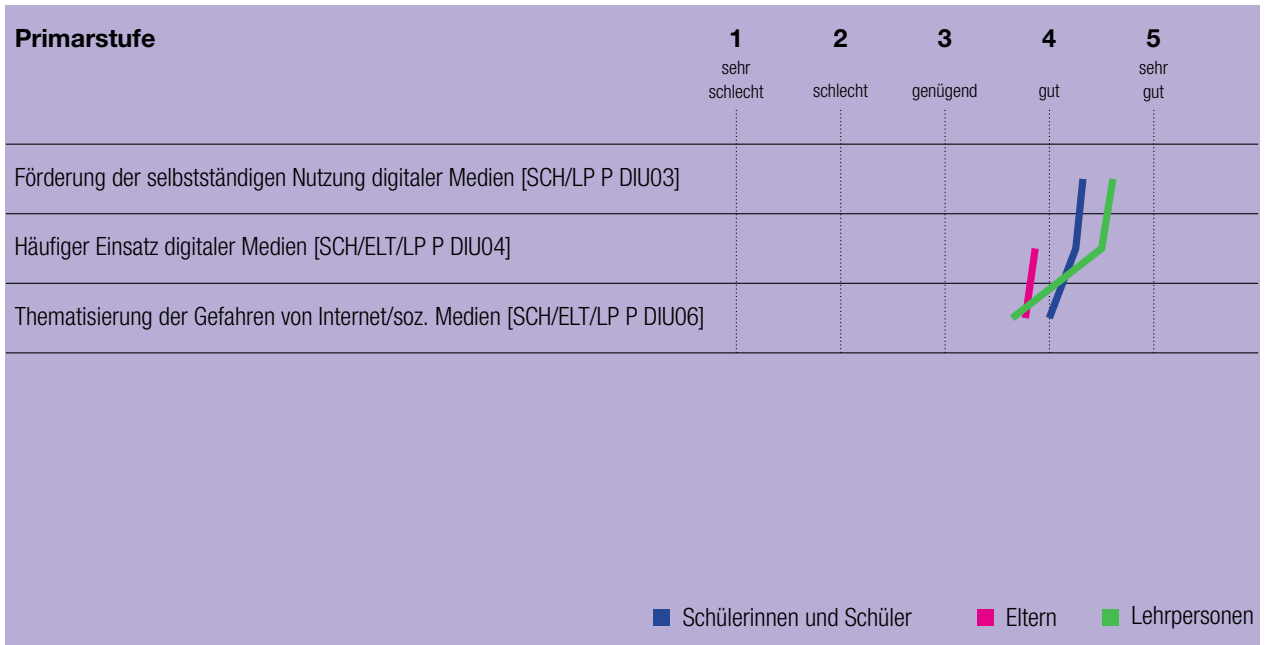 Primarstufe 1 2 3 4 5
sehr sehr
schlecht schlecht genügend gut gut
Förderung der selbstständigen Nutzung digitaler Medien [SCH/LP P DIU03]
Häufiger Einsatz digitaler Medien [SCH/ELT/LP P DIU04]
Thematisierung der Gefahren von Internet/soz. Medien [SCH/ELT/LP P DIU06]
Schülerinnen und Schüler Eltern Lehrpersonen